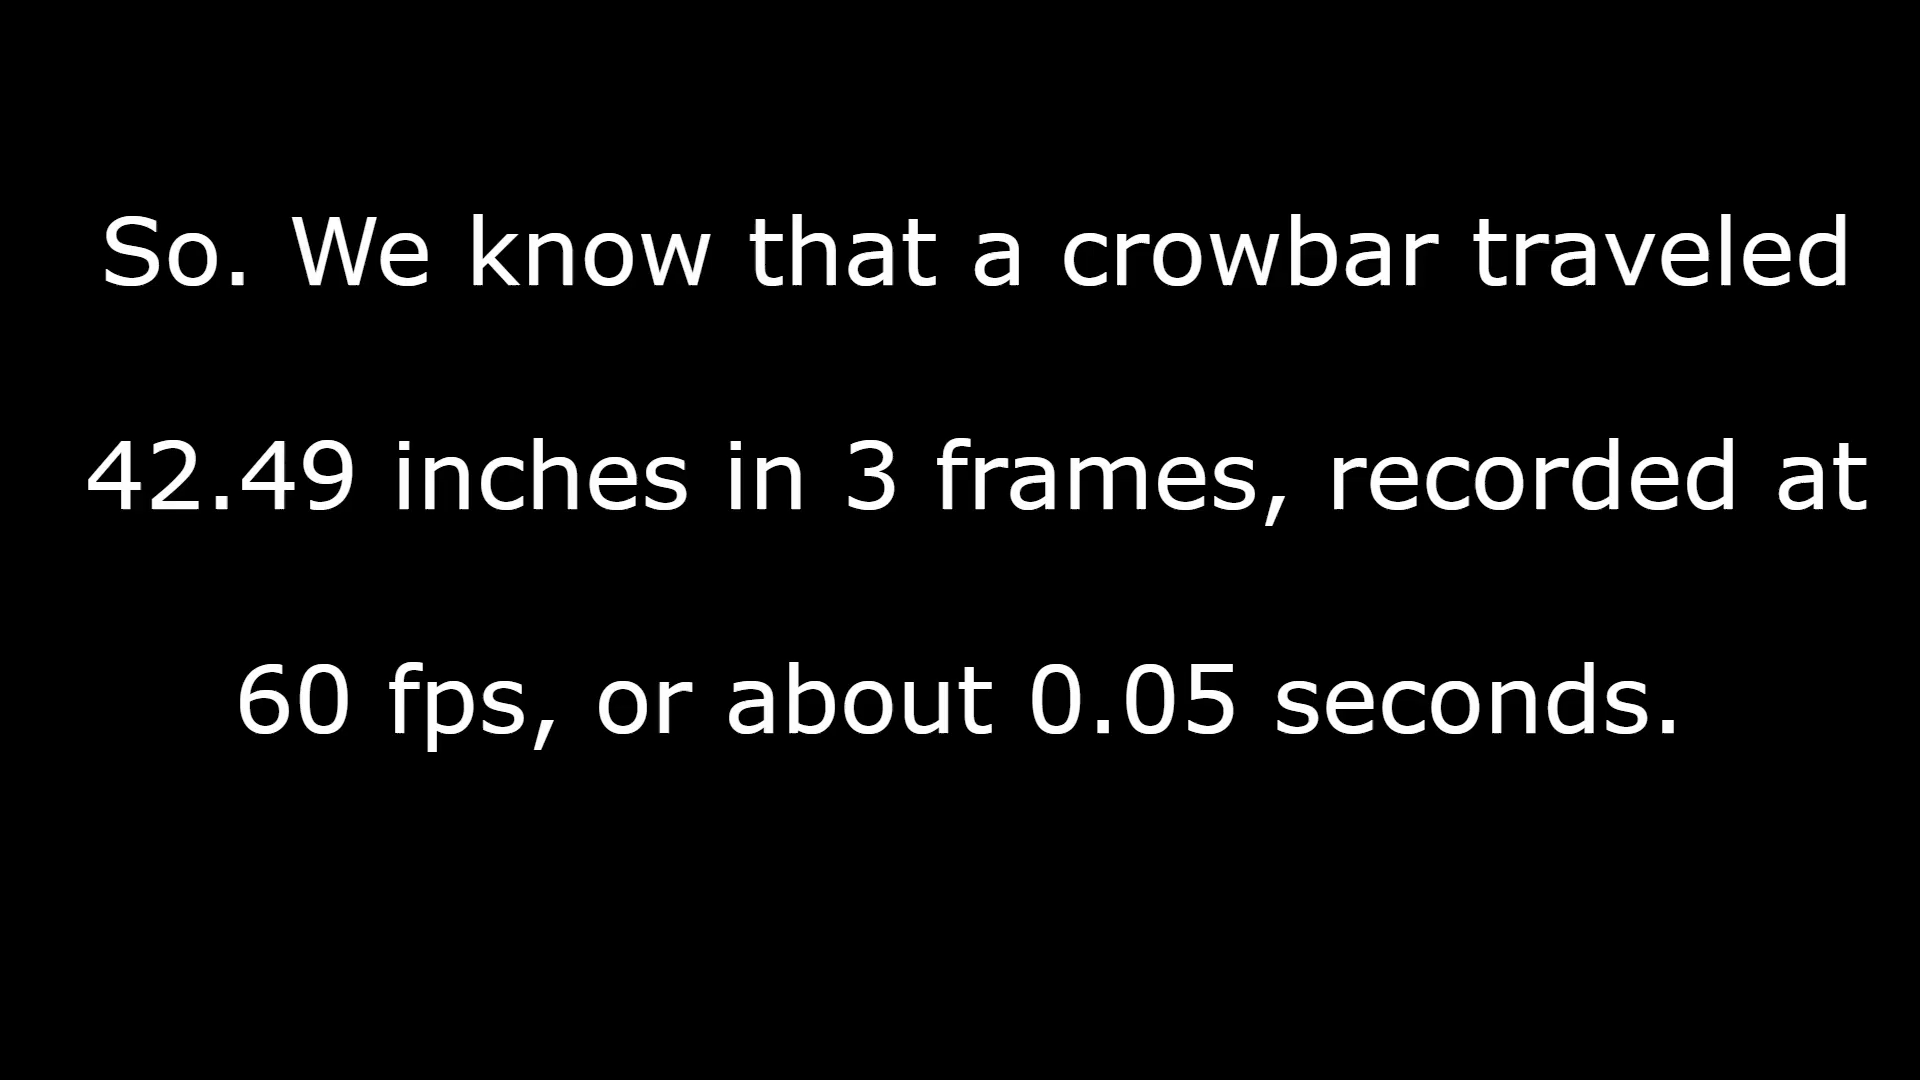 So. We know that a crowbar traveled
42.49 inches in 3 frames, recorded at
60 fps, or about 0.05 seconds.